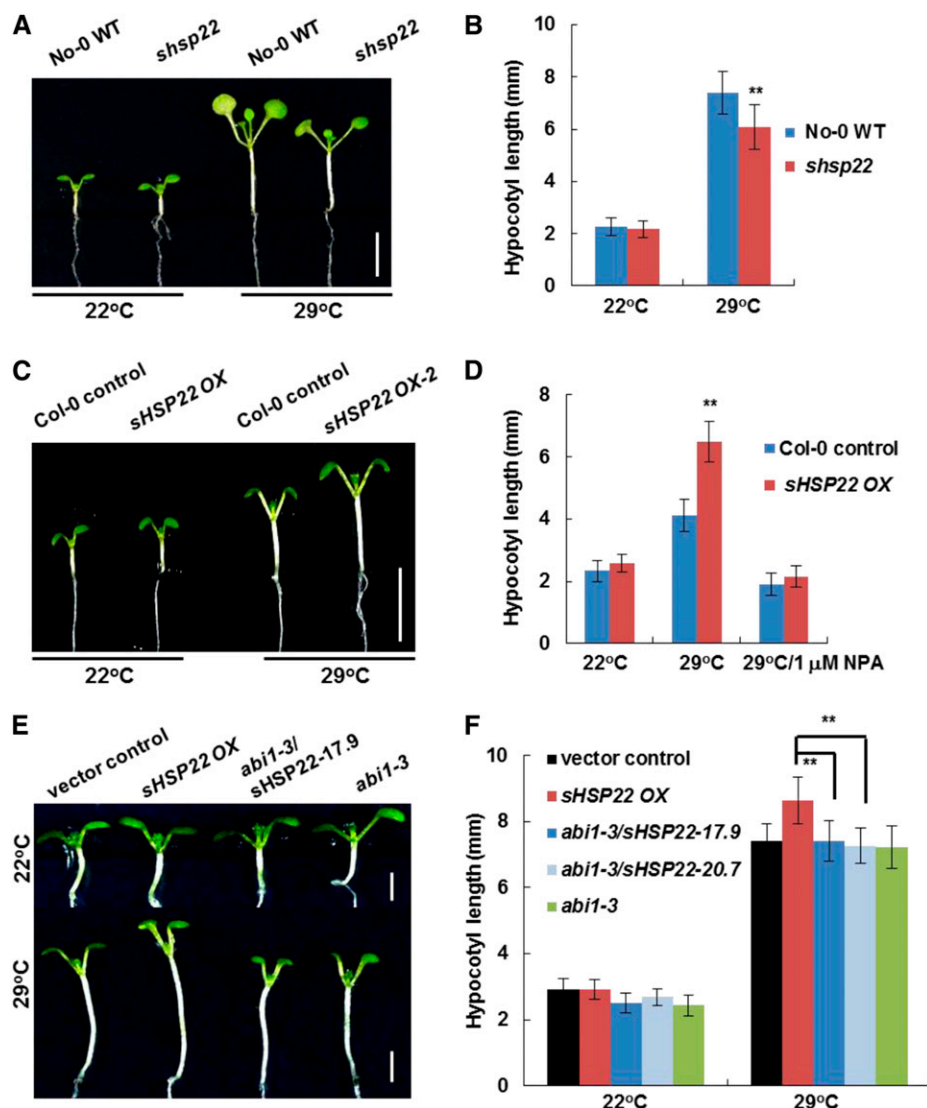 A
No-0 WT
shsp22
No-0 WT
shsp22
22°C
29°C
B
Hypocotyl length (mm)
10
8
6
4
2
0
**
No-0 WT
shsp22
22°C
29°C
C
Col-0 control
sHSP22 OX
Col-0 control
sHSP22 OX-2
22°C
29°C
D
Hypocotyl length (mm)
8
6
4
2
0
**
Col-0 control
sHSP22 OX
22°C
29°C
29°C/1 μM NPA
E
vector control
sHSP22 OX
abi1-3/
sHSP22-17.9
abi1-3
22°C
29°C
F
Hypocotyl length (mm)
10
8
6
4
2
0
vector control
sHSP22 OX
abi1-3/sHSP22-17.9
abi1-3/sHSP22-20.7
abi1-3
**
**
22°C
29°C